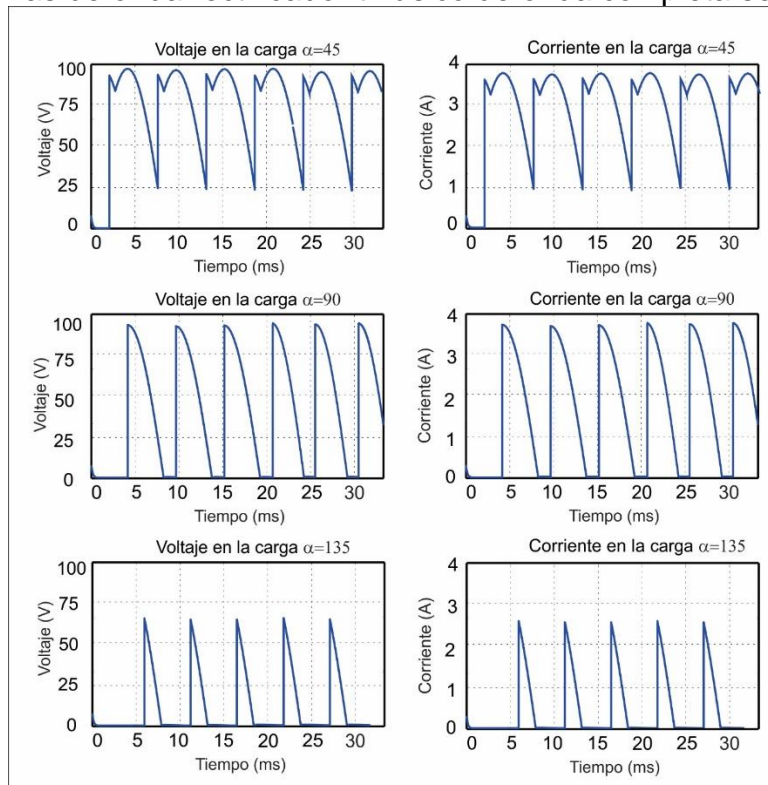 Voltaje en la carga α=45
Voltaje (V)
100
75
50
25
0
0 5 10 15 20 25 30
Tiempo (ms)
Corriente en la carga α=45
Corriente (A)
4
3
2
1
0
0 5 10 15 20 25 30
Tiempo (ms)
Voltaje en la carga α=90
Voltaje (V)
100
75
50
25
0
0 5 10 15 20 25 30
Tiempo (ms)
Corriente en la carga α=90
Corriente (A)
4
3
2
1
0
0 5 10 15 20 25 30
Tiempo (ms)
Voltaje en la carga α=135
Voltaje (V)
100
75
50
25
0
0 5 10 15 20 25 30
Tiempo (ms)
Corriente en la carga α=135
Corriente (A)
4
3
2
1
0
0 5 10 15 20 25 30
Tiempo (ms)